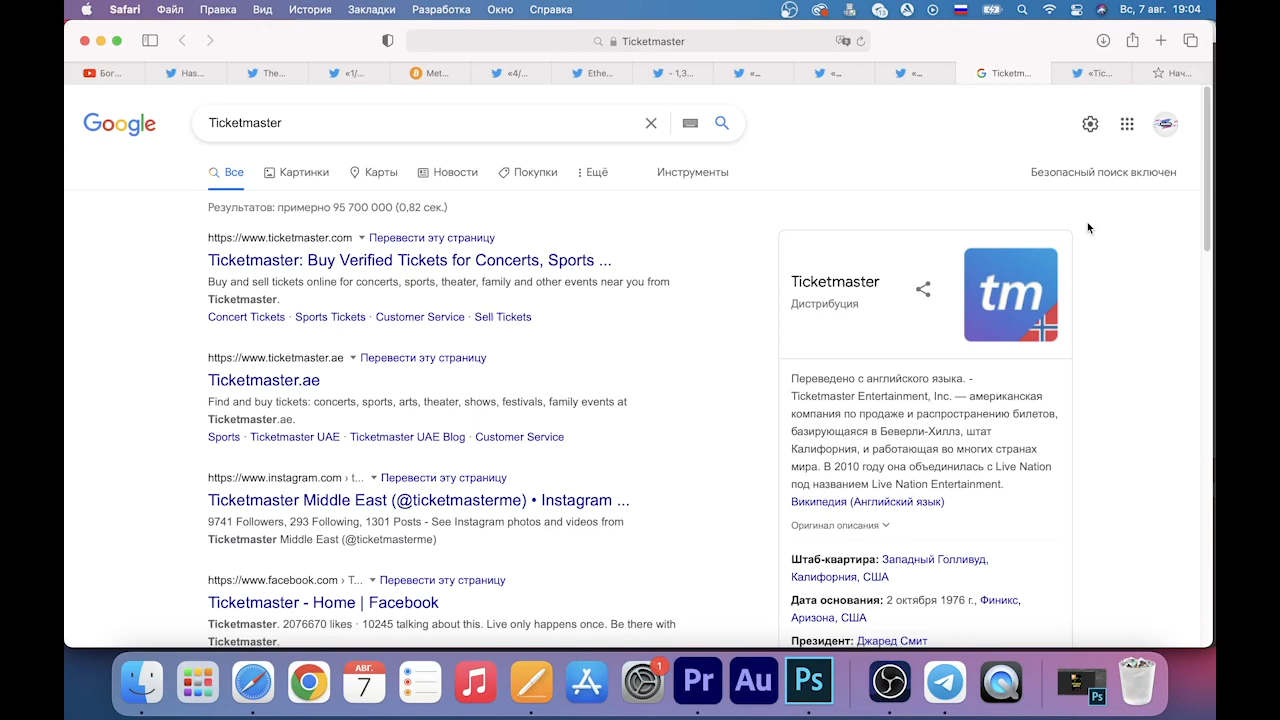 Safari Файл Правка Вид История Закладки Разработка Окно Справка Вс, 7 авг. 19:04
Ticketmaster
Бог... Has... The... «1/... Met... «4/... Ethe... - 1,3... «... «... «... Ticketm... «Tic... Нач...
Google Ticketmaster
Все Картинки Карты Новости Покупки Ещё Инструменты Безопасный поиск включен
Результатов: примерно 95 700 000 (0,82 сек.)
https://www.ticketmaster.com Перевести эту страницу
Ticketmaster: Buy Verified Tickets for Concerts, Sports ...
Buy and sell tickets online for concerts, sports, theater, family and other events near you from
Ticketmaster.
Concert Tickets · Sports Tickets · Customer Service · Sell Tickets
https://www.ticketmaster.ae Перевести эту страницу
Ticketmaster.ae
Find and buy tickets: concerts, sports, arts, theater, shows, festivals, family events at
Ticketmaster.ae.
Sports · Ticketmaster UAE · Ticketmaster UAE Blog · Customer Service
https://www.instagram.com › t... Перевести эту страницу
Ticketmaster Middle East (@ticketmasterme) • Instagram ...
9741 Followers, 293 Following, 1301 Posts - See Instagram photos and videos from
Ticketmaster Middle East (@ticketmasterme)
https://www.facebook.com › T... Перевести эту страницу
Ticketmaster - Home | Facebook
Ticketmaster. 2076670 likes · 10245 talking about this. Live only happens once. Be there with
Ticketmaster.
Ticketmaster
Дистрибуция
tm
Переведено с английского языка. -
Ticketmaster Entertainment, Inc. — американская
компания по продаже и распространению билетов,
базирующаяся в Беверли-Хиллз, штат
Калифорния, и работающая во многих странах
мира. В 2010 году она объединилась с Live Nation
под названием Live Nation Entertainment.
Википедия (Английский язык)
Оригинал описания
Штаб-квартира: Западный Голливуд,
Калифорния, США
Дата основания: 2 октября 1976 г., Финикс,
Аризона, США
Президент: Джаред Смит
АВГ.
7
1
Pr Au Ps Ps